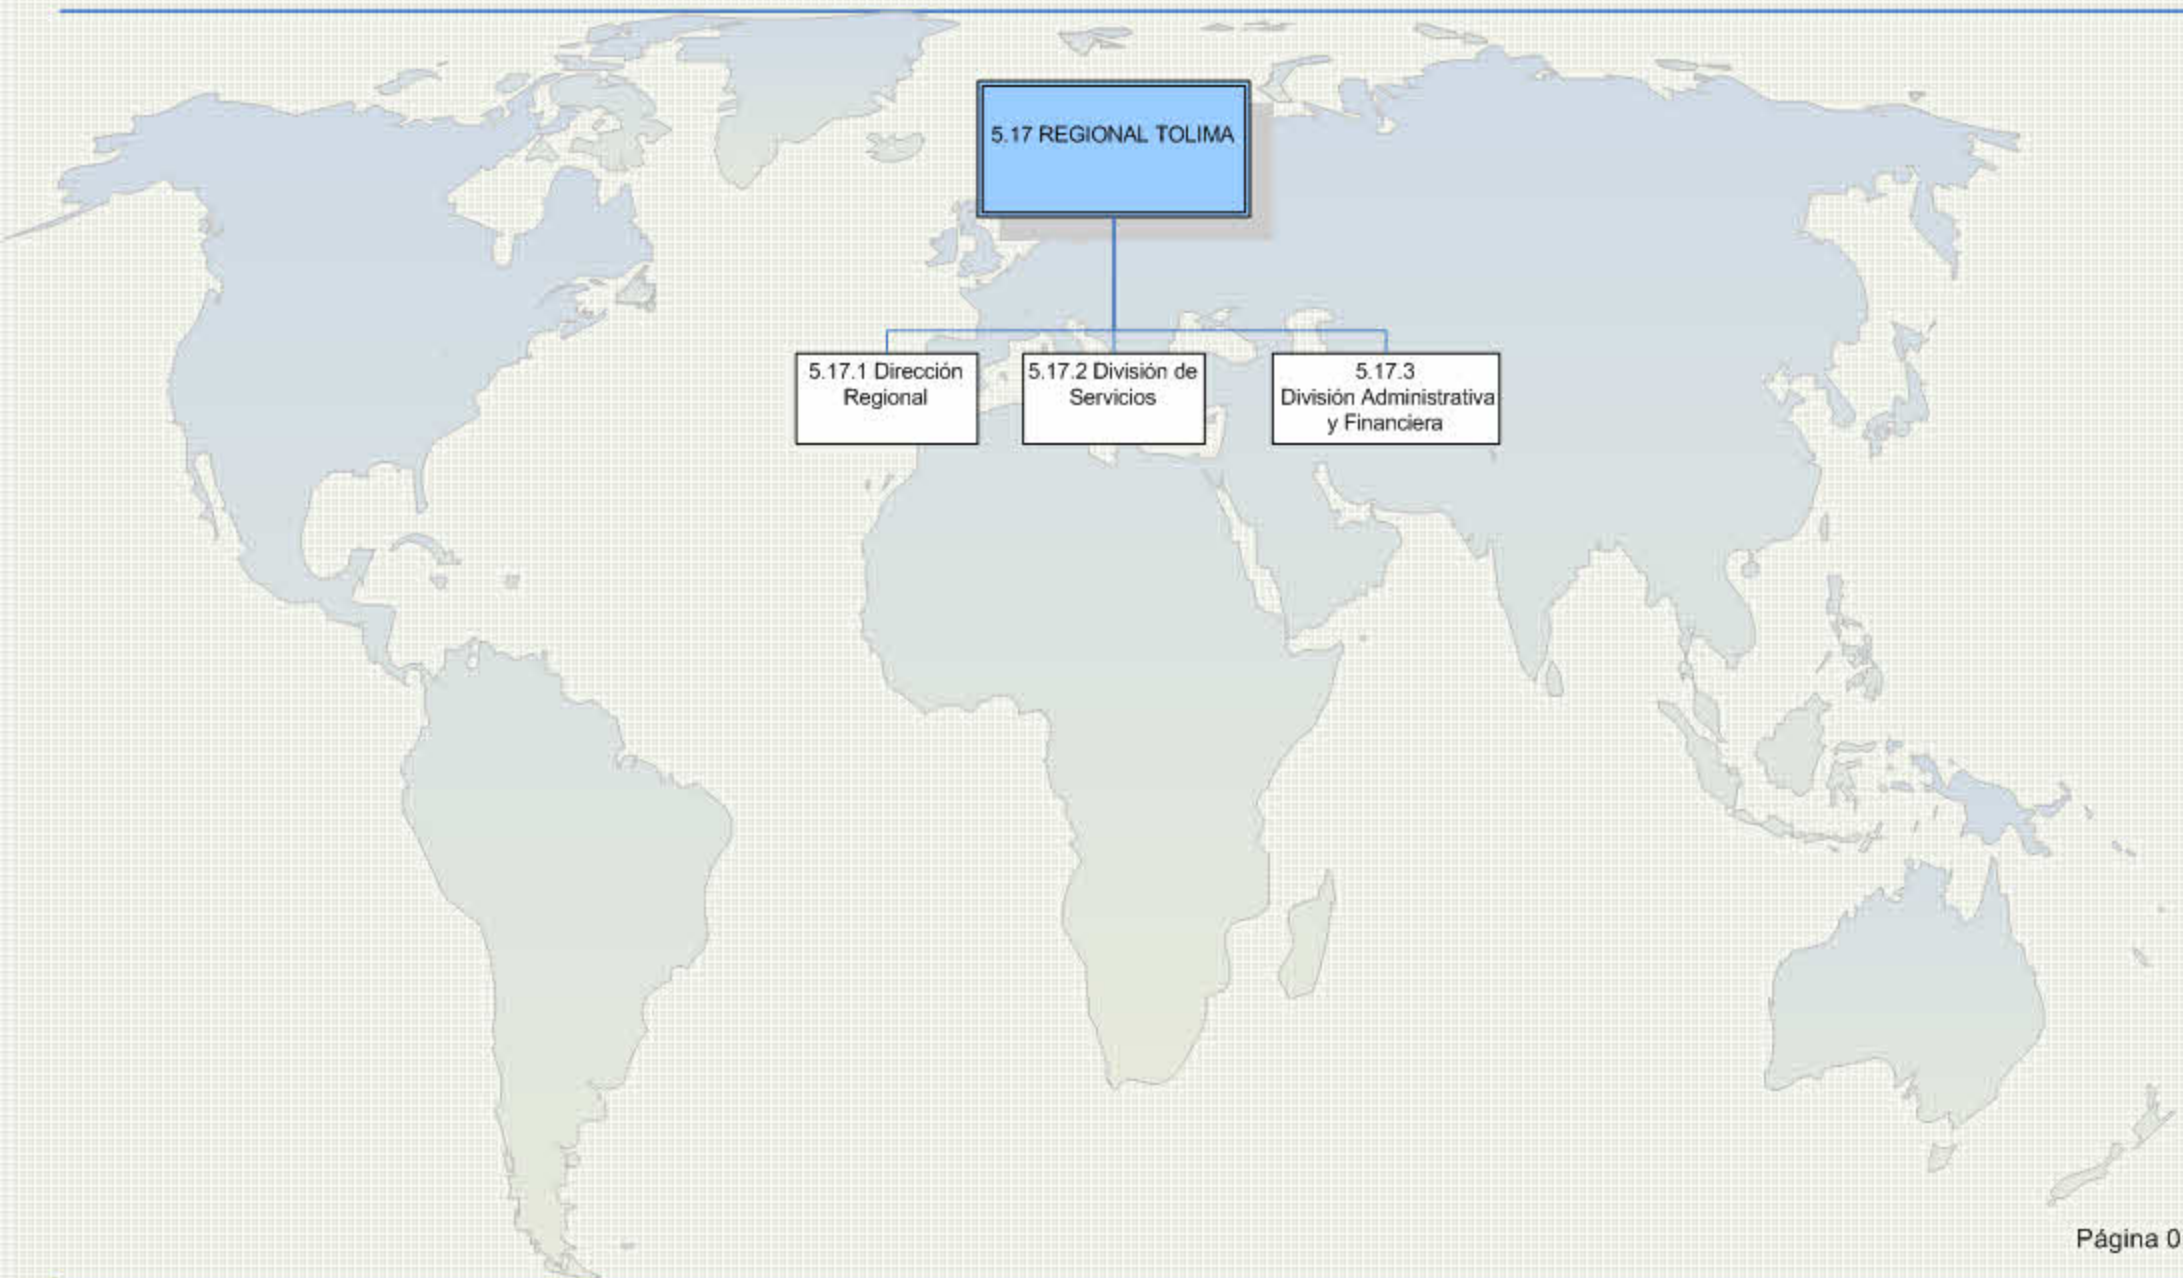 5.17 REGIONAL TOLIMA
5.17.1 Dirección
Regional
5.17.2 División de
Servicios
5.17.3
División Administrativa
y Financiera
Página 0